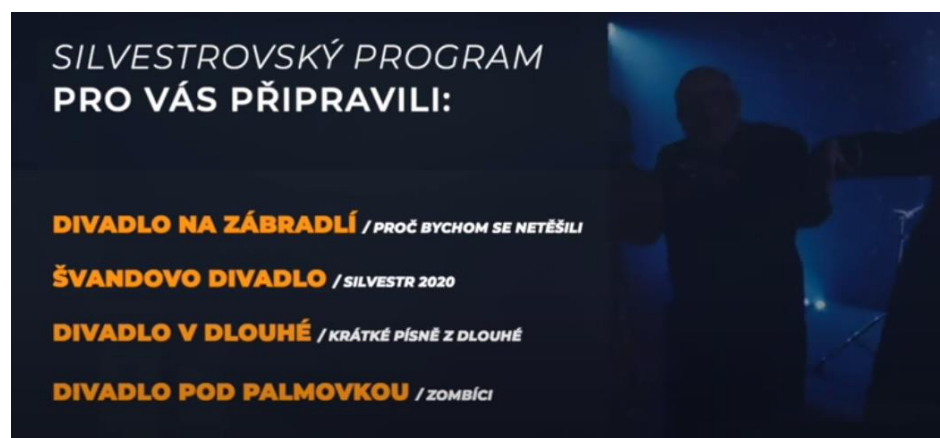 SILVESTROVSKÝ PROGRAM
PRO VÁS PŘIPRAVILI:
DIVADLO NA ZÁBRADLÍ / PROČ BYCHOM SE NETĚŠILI
ŠVANDOVO DIVADLO / SILVESTR 2020
DIVADLO V DLOUHÉ / KRÁTKÉ PÍSNĚ Z DLOUHÉ
DIVADLO POD PALMOVKOU / ZOMBÍCI